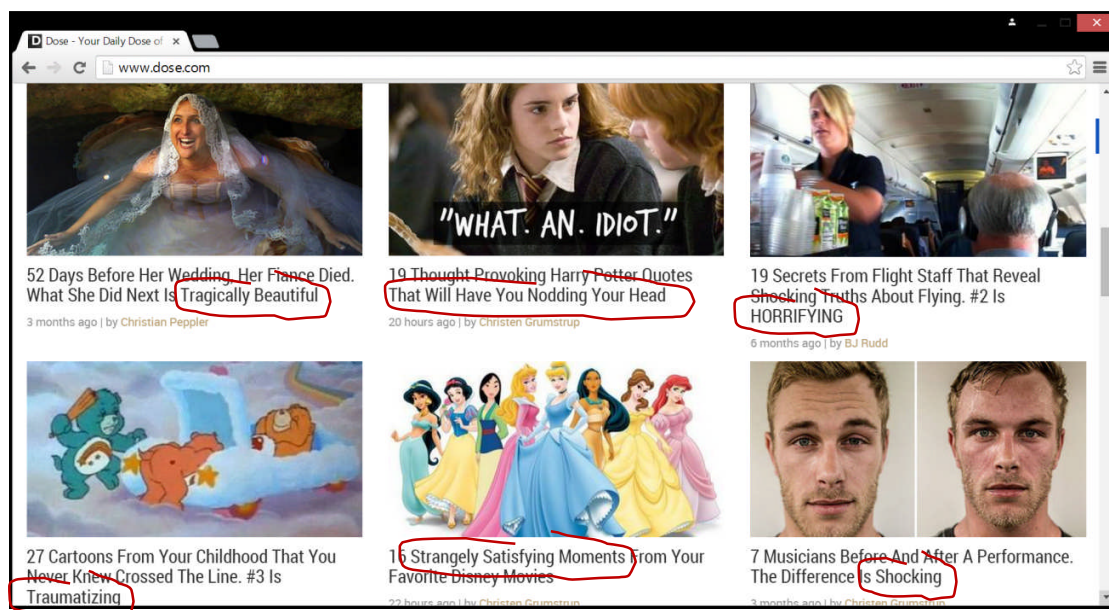 Dose - Your Daily Dose of
www.dose.com
"WHAT. AN. IDIOT."
52 Days Before Her Wedding, Her Fiance Died.
What She Did Next Is Tragically Beautiful
3 months ago | by Christian Peppler
19 Thought Provoking Harry Potter Quotes
That Will Have You Nodding Your Head
20 hours ago | by Christen Grumstrup
19 Secrets From Flight Staff That Reveal
Shocking Truths About Flying. #2 Is
HORRIFYING
6 months ago | by BJ Rudd
27 Cartoons From Your Childhood That You
Never Knew Crossed The Line. #3 Is
Traumatizing
15 Strangely Satisfying Moments From Your
Favorite Disney Movies
22 hours ago | by Christen Grumstrup
7 Musicians Before And After A Performance.
The Difference Is Shocking
3 months ago | by Christen Grumstrup